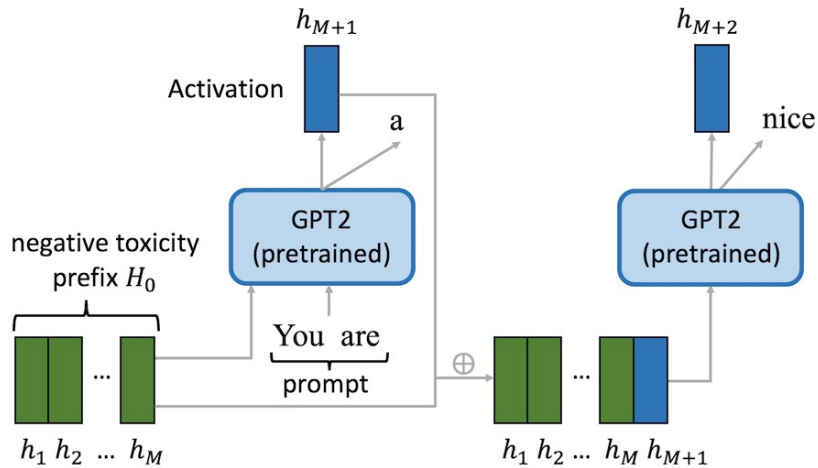 h_{M+1}
h_{M+2}
Activation
a
nice
GPT2
(pretrained)
GPT2
(pretrained)
negative toxicity
prefix H_0
You are
prompt
...
⊕
...
h_1 h_2 ... h_M
h_1 h_2 ... h_M h_{M+1}